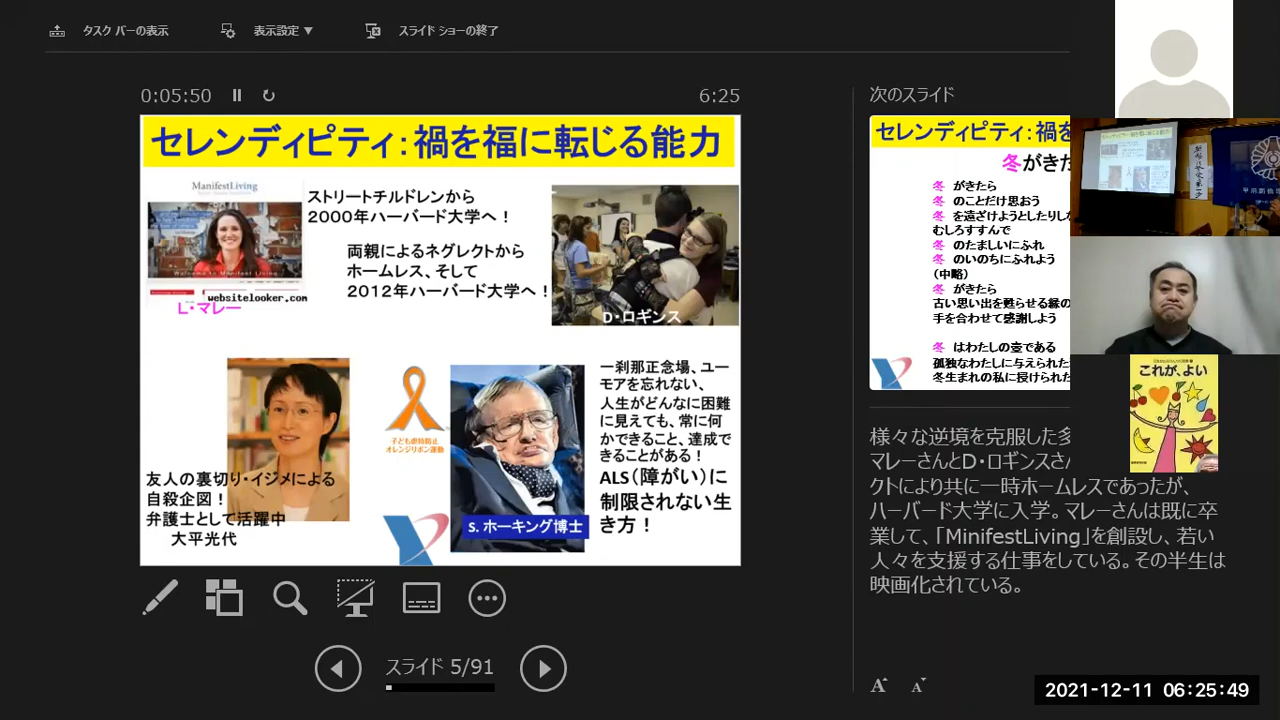 タスク バーの表示
表示設定 ▼
スライド ショーの終了
0:05:50
6:25
セレンディピティ：禍を福に転じる能力
ManifestLiving
Welcome to Manifest Living
websitelooker.com
L・マレー
ストリートチルドレンから
2000年ハーバード大学へ！
両親によるネグレクトから
ホームレス、そして
2012年ハーバード大学へ！
D・ロギンス
友人の裏切り・イジメによる
自殺企図！
弁護士として活躍中
大平光代
子ども虐待防止
オレンジリボン運動
S. ホーキング博士
一刹那正念場、ユー
モアを忘れない、
人生がどんなに困難
に見えても、常に何
かできること、達成で
きることがある！
ALS（障がい）に
制限されない生
き方！
スライド 5/91
次のスライド
セレンディピティ：禍を
冬がきた
冬 がきたら
冬 のことだけ思おう
冬 を遠ざけようとしたりしな
むしろすすんで
冬 のたましいにふれ
冬 のいのちにふれよう
（中略）
冬 がきたら
古い思い出を甦らせる縁の
手を合わせて感謝しよう
冬 はわたしの壺である
孤独なわたしに与えられた
冬生まれの私に授けられた
様々な逆境を克服した多
マレーさんとD・ロギンスさん
クトにより共に一時ホームレスであったが、
ハーバード大学に入学。マレーさんは既に卒
業して、「MinifestLiving」を創設し、若い
人々を支援する仕事をしている。その半生は
映画化されている。
これが、よい
2021-12-11 06:25:49